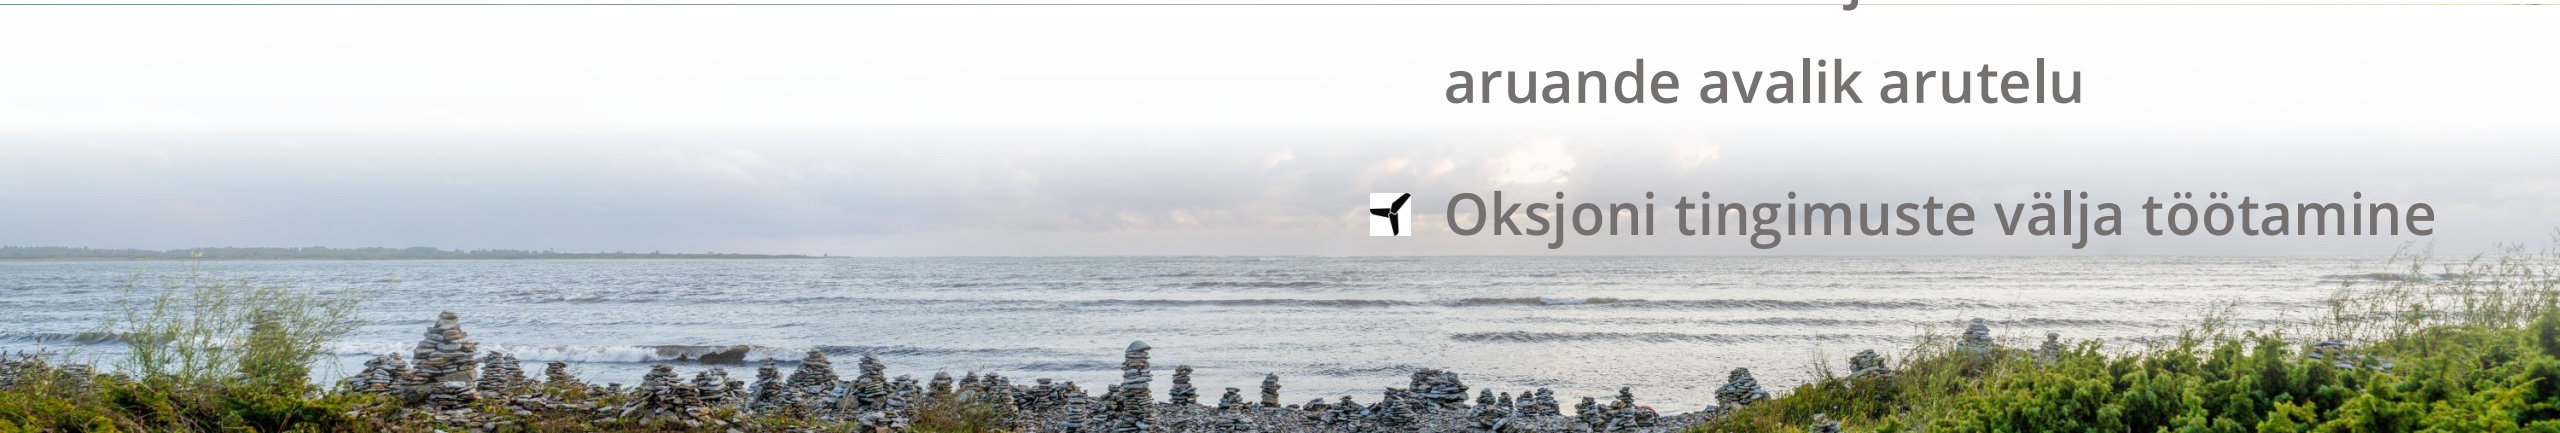 aruande avalik arutelu
Oksjoni tingimuste välja töötamine